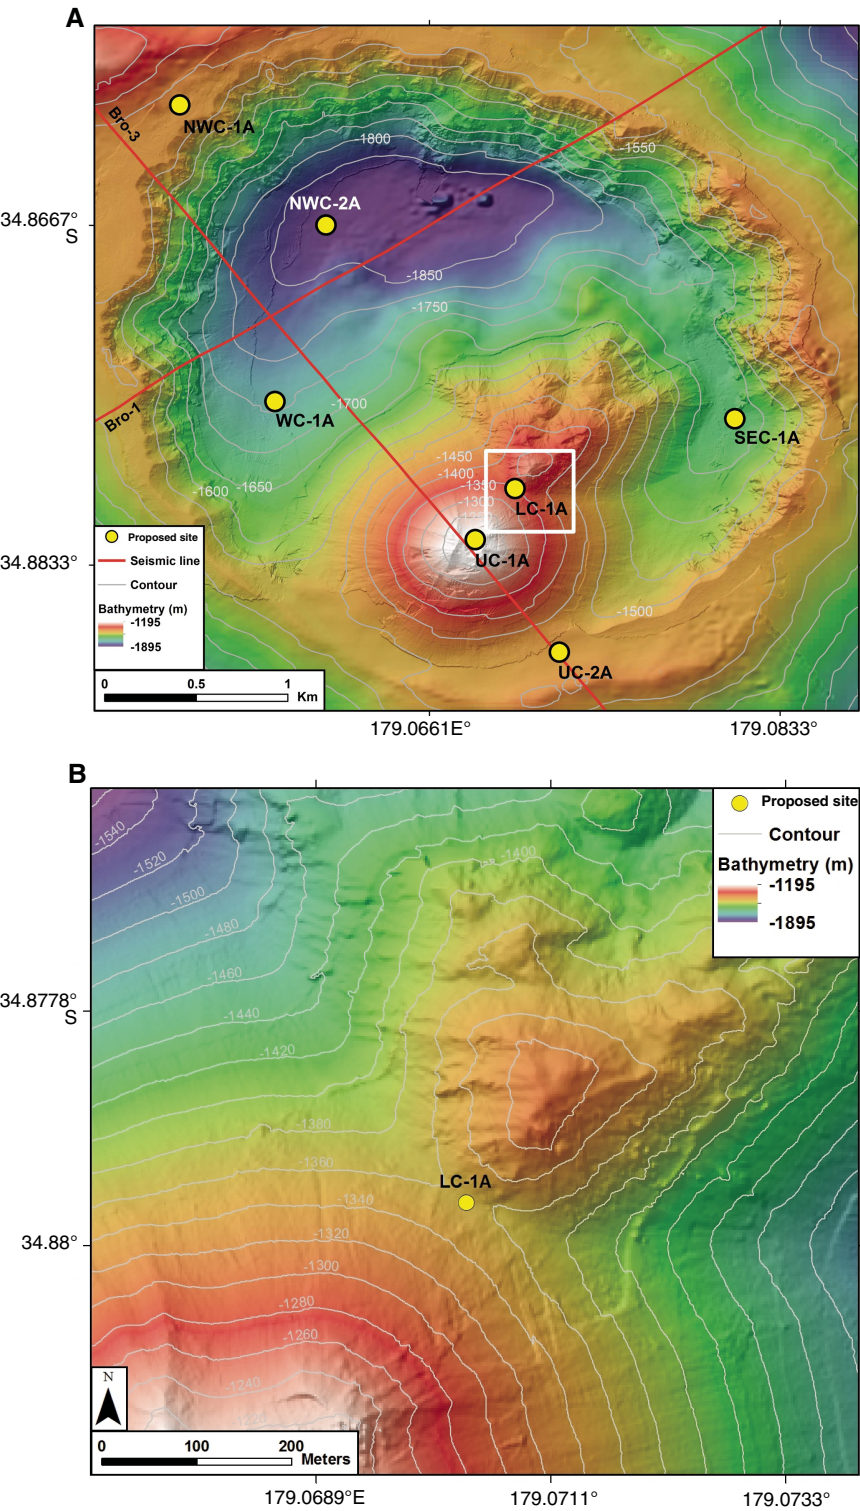 A
Bro-3
NWC-1A
-1800
-1550
NWC-2A
34.8667°
S
-1850
-1750
-1700
Bro-1
WC-1A
SEC-1A
-1450
-1400
-1350
-1300
-1600
-1650
LC-1A
UC-1A
34.8833°
-1500
UC-2A
Proposed site
Seismic line
Contour
Bathymetry (m)
-1195
-1895
0 0.5 1
Km
179.0661E°
179.0833°
B
Proposed site
Contour
Bathymetry (m)
-1195
-1895
-1540
-1520
-1500
-1480
-1460
-1440
-1420
-1400
34.8778°
S
-1380
-1360
LC-1A
-1340
34.88°
-1320
-1300
-1280
-1260
-1240
N
0 100 200
Meters
179.0689°E
179.0711°
179.0733°